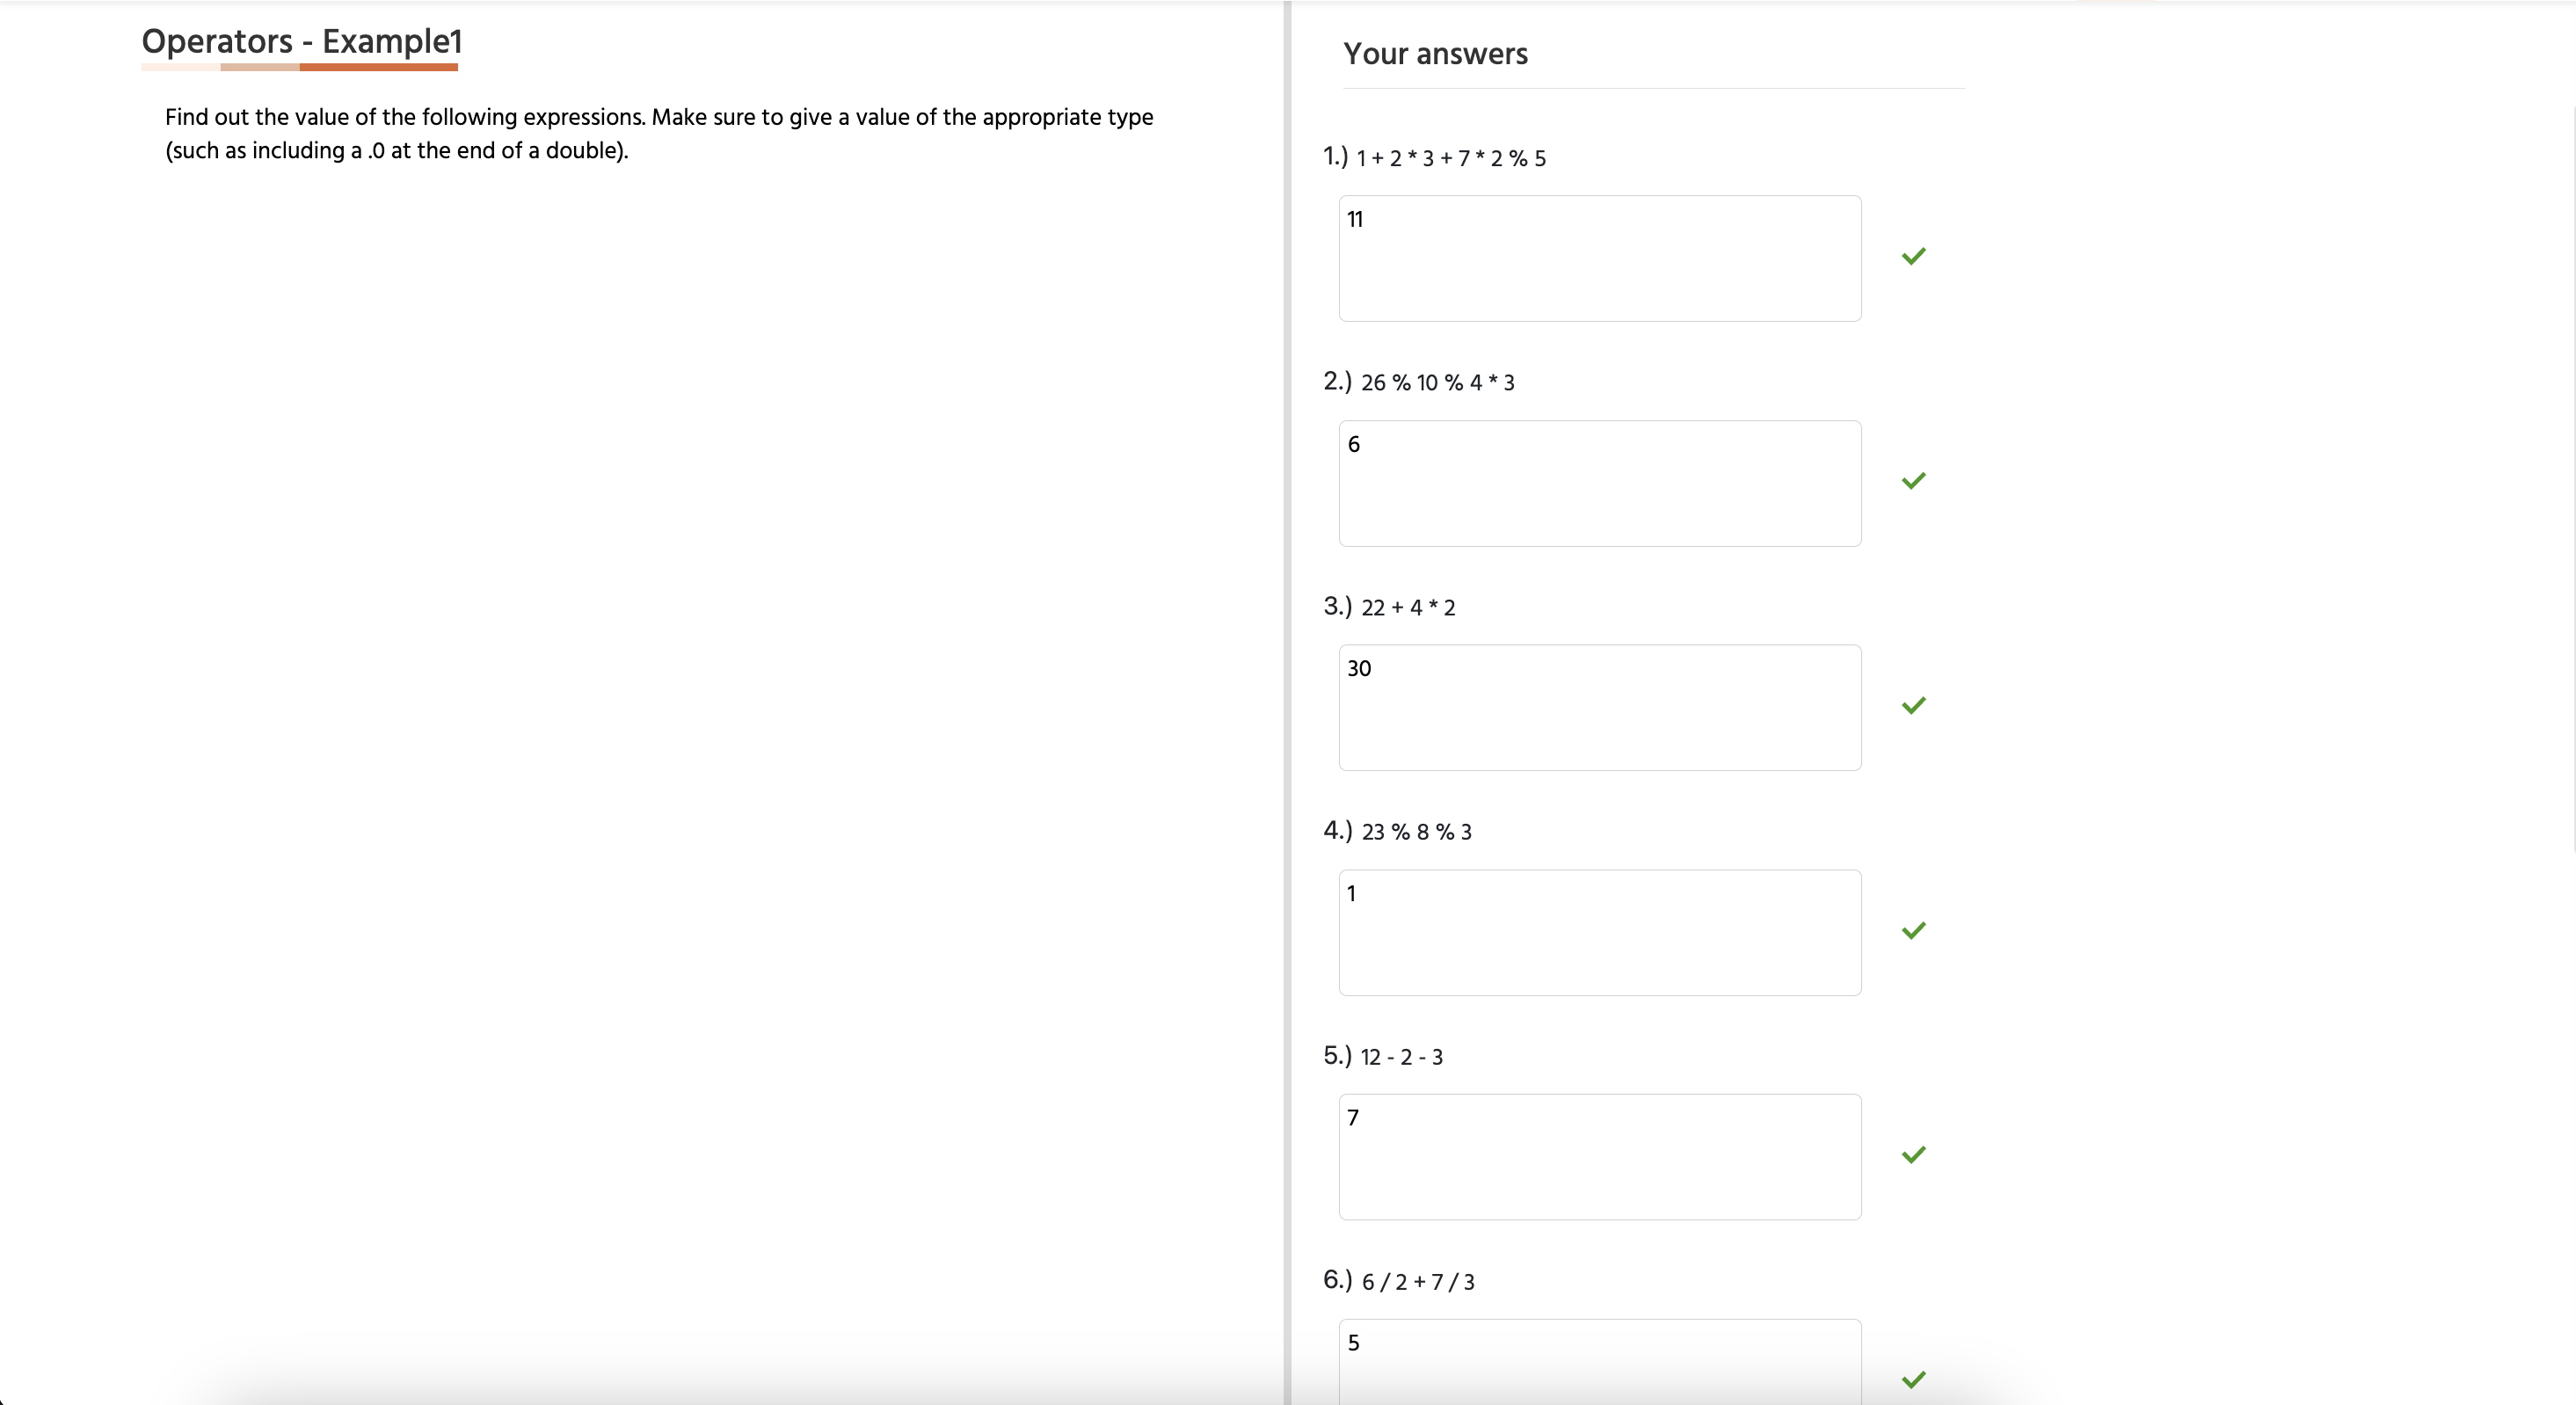 Operators - Example1
Find out the value of the following expressions. Make sure to give a value of the appropriate type
(such as including a .0 at the end of a double).
Your answers
1.) 1 + 2 * 3 + 7 * 2 % 5
11
2.) 26 % 10 % 4 * 3
6
3.) 22 + 4 * 2
30
4.) 23 % 8 % 3
1
5.) 12 - 2 - 3
7
6.) 6 / 2 + 7 / 3
5